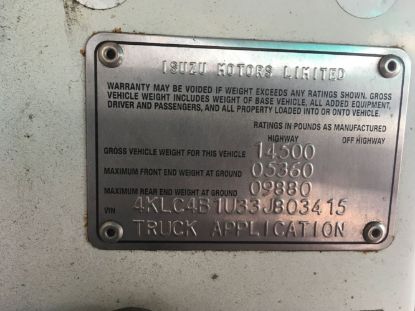 ISUZU MOTORS LIMITED
WARRANTY MAY BE VOIDED IF WEIGHT EXCEEDS ANY RATINGS SHOWN. GROSS
VEHICLE WEIGHT INCLUDES WEIGHT OF BASE VEHICLE, ALL ADDED EQUIPMENT,
DRIVER AND PASSENGERS, AND ALL PROPERTY LOADED INTO OR ONTO VEHICLE.
RATINGS IN POUNDS AS MANUFACTURED
HIGHWAY OFF HIGHWAY
GROSS VEHICLE WEIGHT FOR THIS VEHICLE 14500
MAXIMUM FRONT END WEIGHT AT GROUND 05360
MAXIMUM REAR END WEIGHT AT GROUND 09880
VIN 4KLC4B1U33J803415
TRUCK APPLICATION